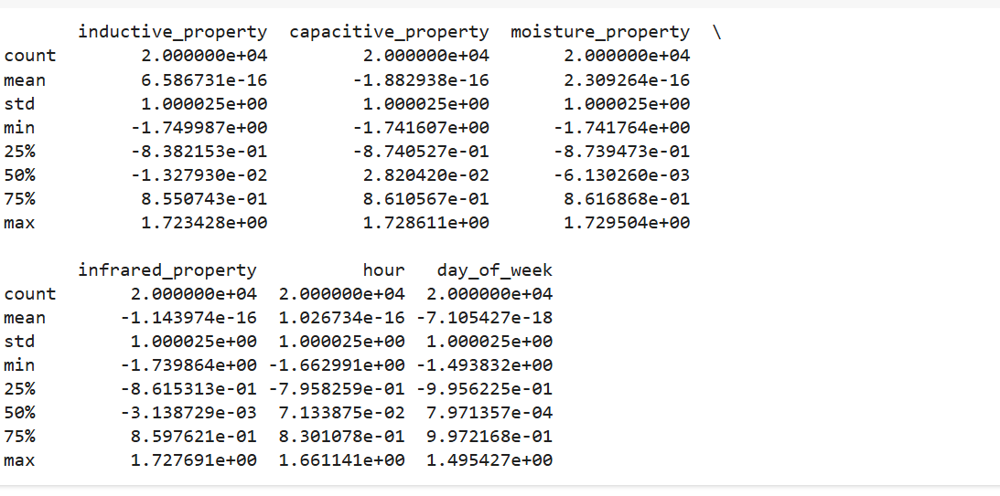 inductive_property capacitive_property moisture_property \
count 2.000000e+04 2.000000e+04 2.000000e+04
mean 6.586731e-16 -1.882938e-16 2.309264e-16
std 1.000025e+00 1.000025e+00 1.000025e+00
min -1.749987e+00 -1.741607e+00 -1.741764e+00
25% -8.382153e-01 -8.740527e-01 -8.739473e-01
50% -1.327930e-02 2.820420e-02 -6.130260e-03
75% 8.550743e-01 8.610567e-01 8.616868e-01
max 1.723428e+00 1.728611e+00 1.729504e+00
infrared_property hour day_of_week
count 2.000000e+04 2.000000e+04 2.000000e+04
mean -1.143974e-16 1.026734e-16 -7.105427e-18
std 1.000025e+00 1.000025e+00 1.000025e+00
min -1.739864e+00 -1.662991e+00 -1.493832e+00
25% -8.615313e-01 -7.958259e-01 -9.956225e-01
50% -3.138729e-03 7.133875e-02 7.971357e-04
75% 8.597621e-01 8.301078e-01 9.972168e-01
max 1.727691e+00 1.661141e+00 1.495427e+00